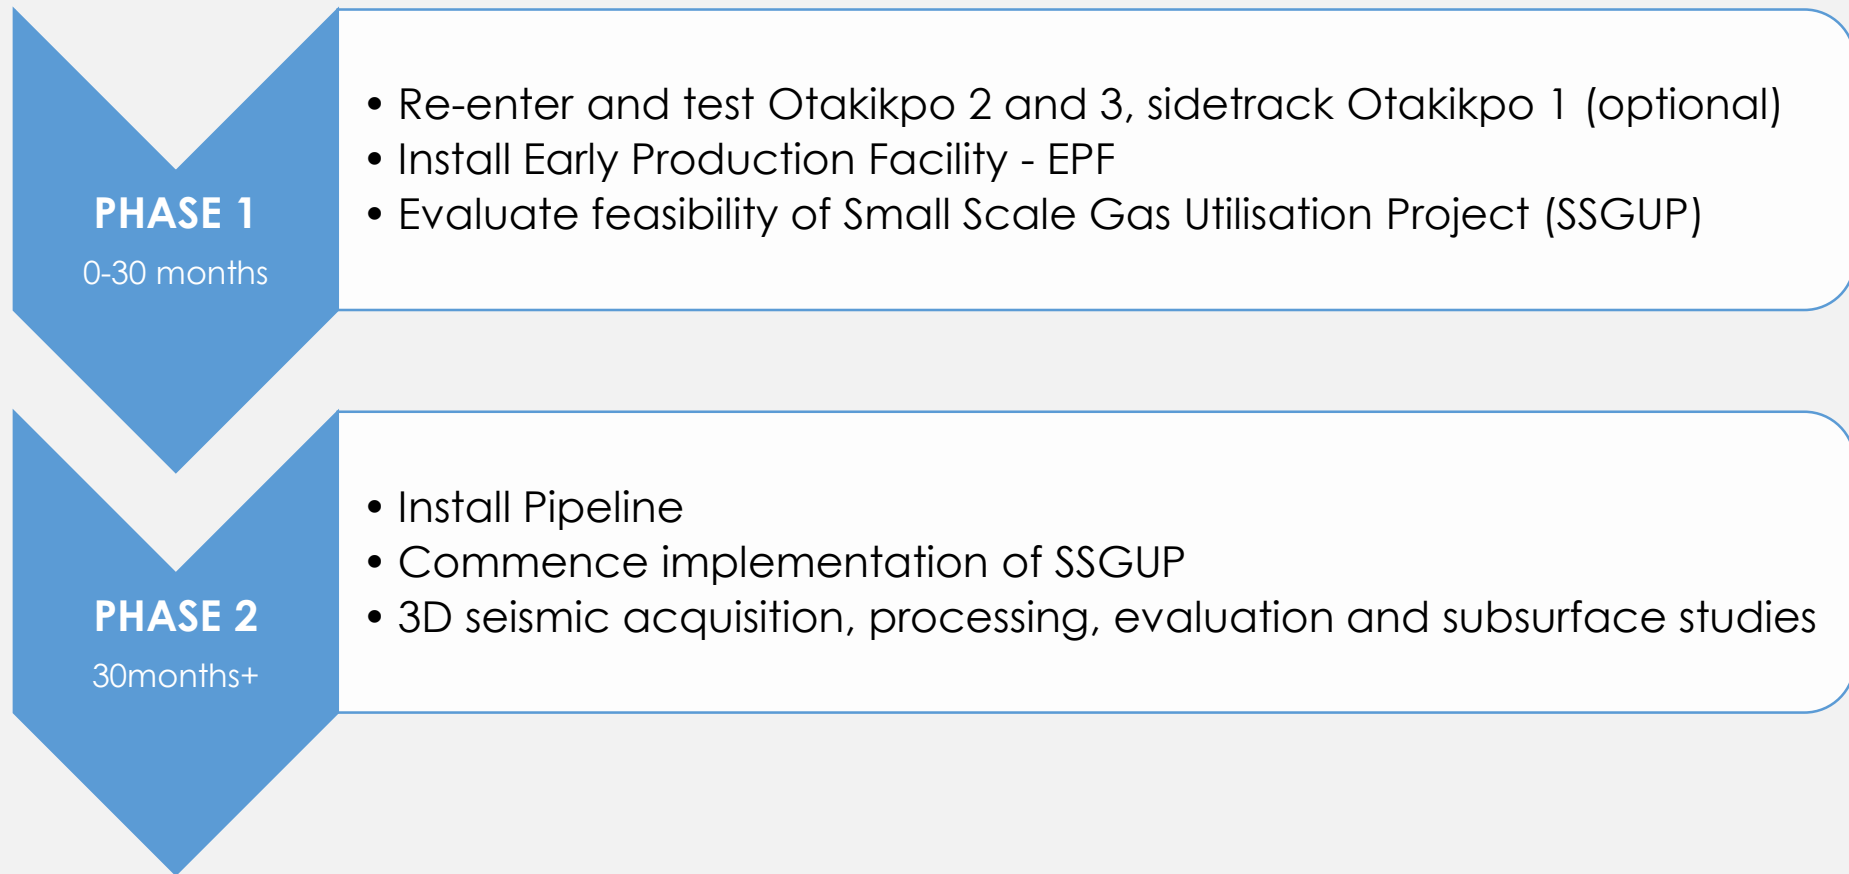 PHASE 1
0-30 months
• Re-enter and test Otakikpo 2 and 3, sidetrack Otakikpo 1 (optional)
• Install Early Production Facility - EPF
• Evaluate feasibility of Small Scale Gas Utilisation Project (SSGUP)
PHASE 2
30months+
• Install Pipeline
• Commence implementation of SSGUP
• 3D seismic acquisition, processing, evaluation and subsurface studies